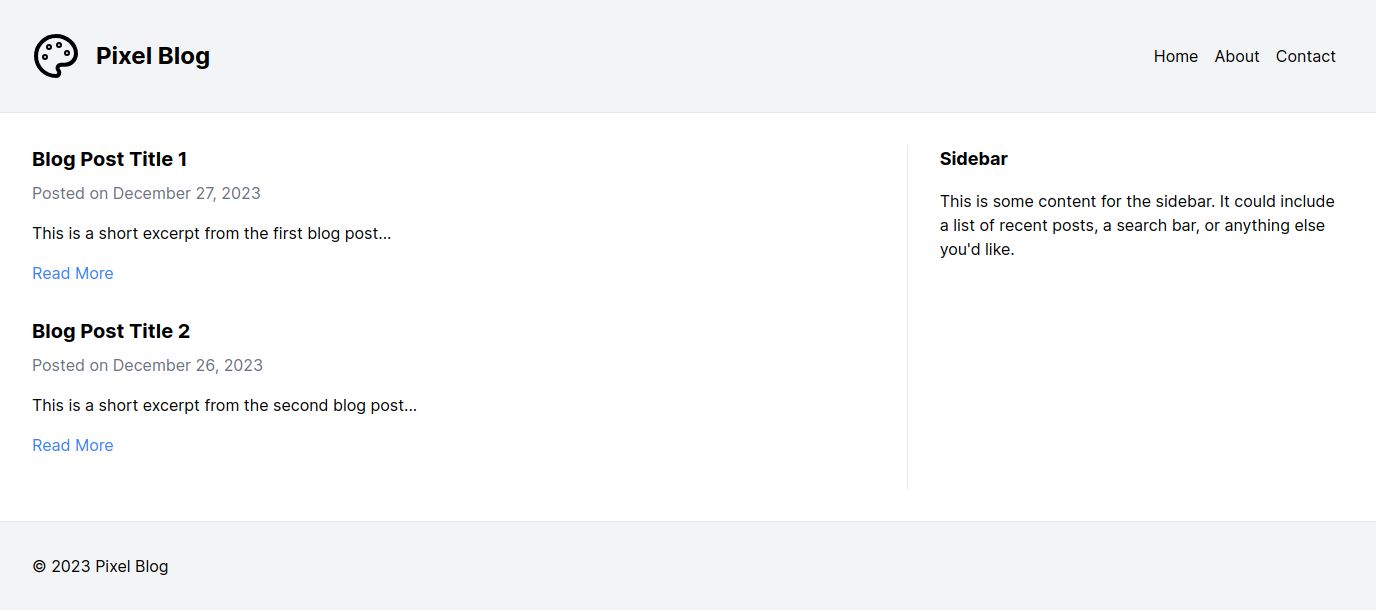 Pixel Blog
Home About Contact
Blog Post Title 1
Posted on December 27, 2023
This is a short excerpt from the first blog post...
Read More
Blog Post Title 2
Posted on December 26, 2023
This is a short excerpt from the second blog post...
Read More
Sidebar
This is some content for the sidebar. It could include
a list of recent posts, a search bar, or anything else
you'd like.
© 2023 Pixel Blog